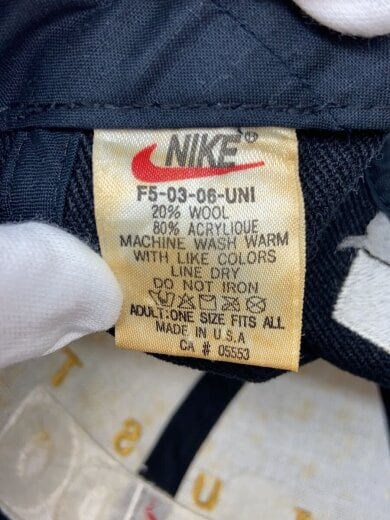 NIKE®
F5-03-06-UNI
20% WOOL
80% ACRYLIQUE
MACHINE WASH WARM
WITH LIKE COLORS
LINE DRY
DO NOT IRON
ADULT:ONE SIZE FITS ALL
MADE IN U.S.A
CA # 05553